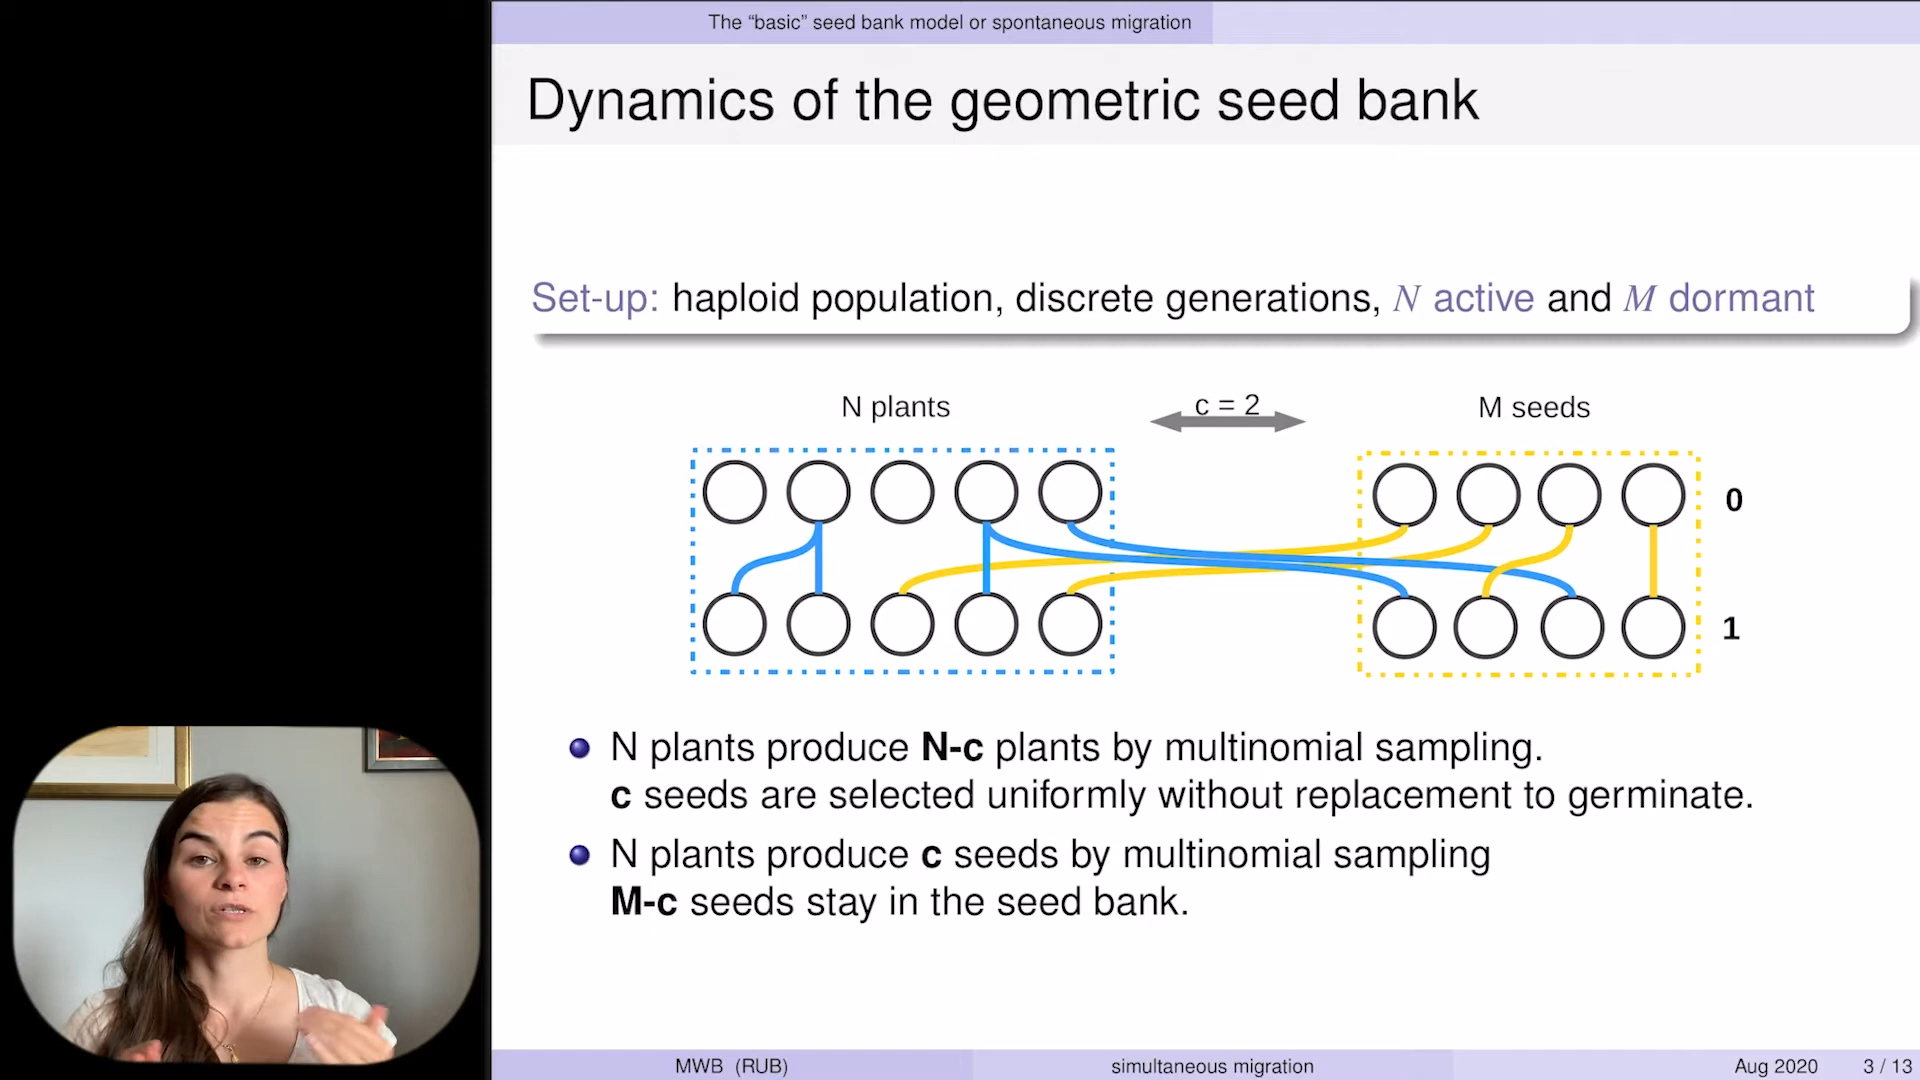 The “basic” seed bank model or spontaneous migration
Dynamics of the geometric seed bank
Set-up: haploid population, discrete generations, N active and M dormant
N plants
c = 2
M seeds
0
1
N plants produce N-c plants by multinomial sampling.
c seeds are selected uniformly without replacement to germinate.
N plants produce c seeds by multinomial sampling
M-c seeds stay in the seed bank.
MWB (RUB)
simultaneous migration
Aug 2020
3 / 13